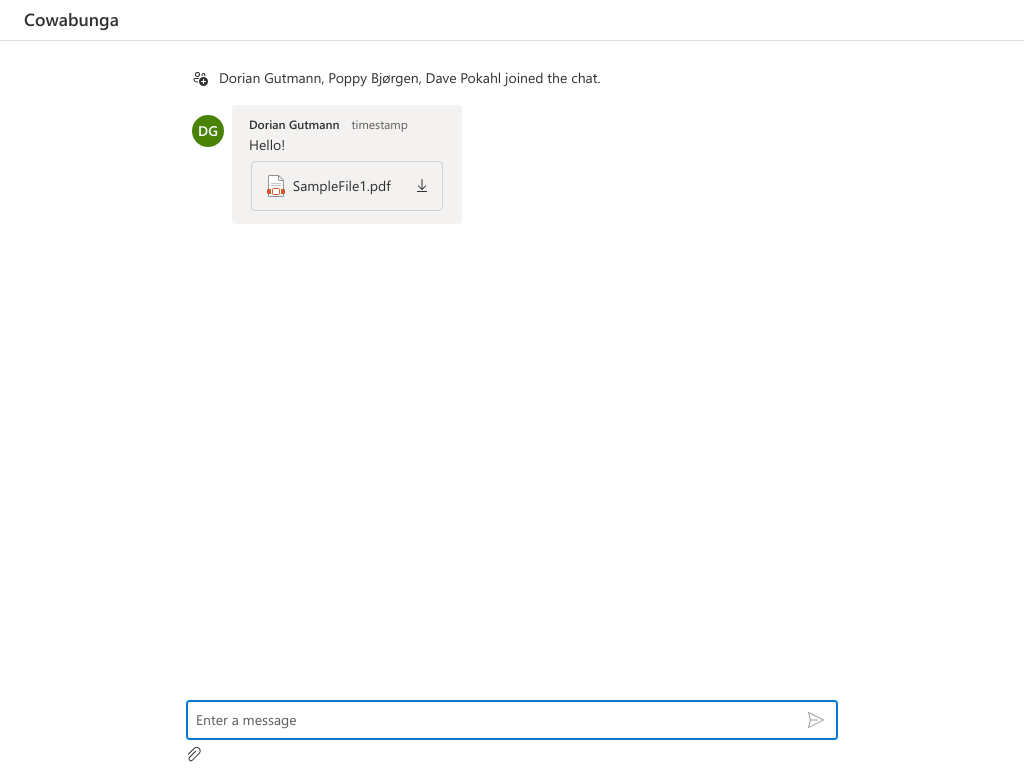 Cowabunga
Dorian Gutmann, Poppy Bjørgen, Dave Pokahl joined the chat.
DG
Dorian Gutmann timestamp
Hello!
SampleFile1.pdf
Enter a message